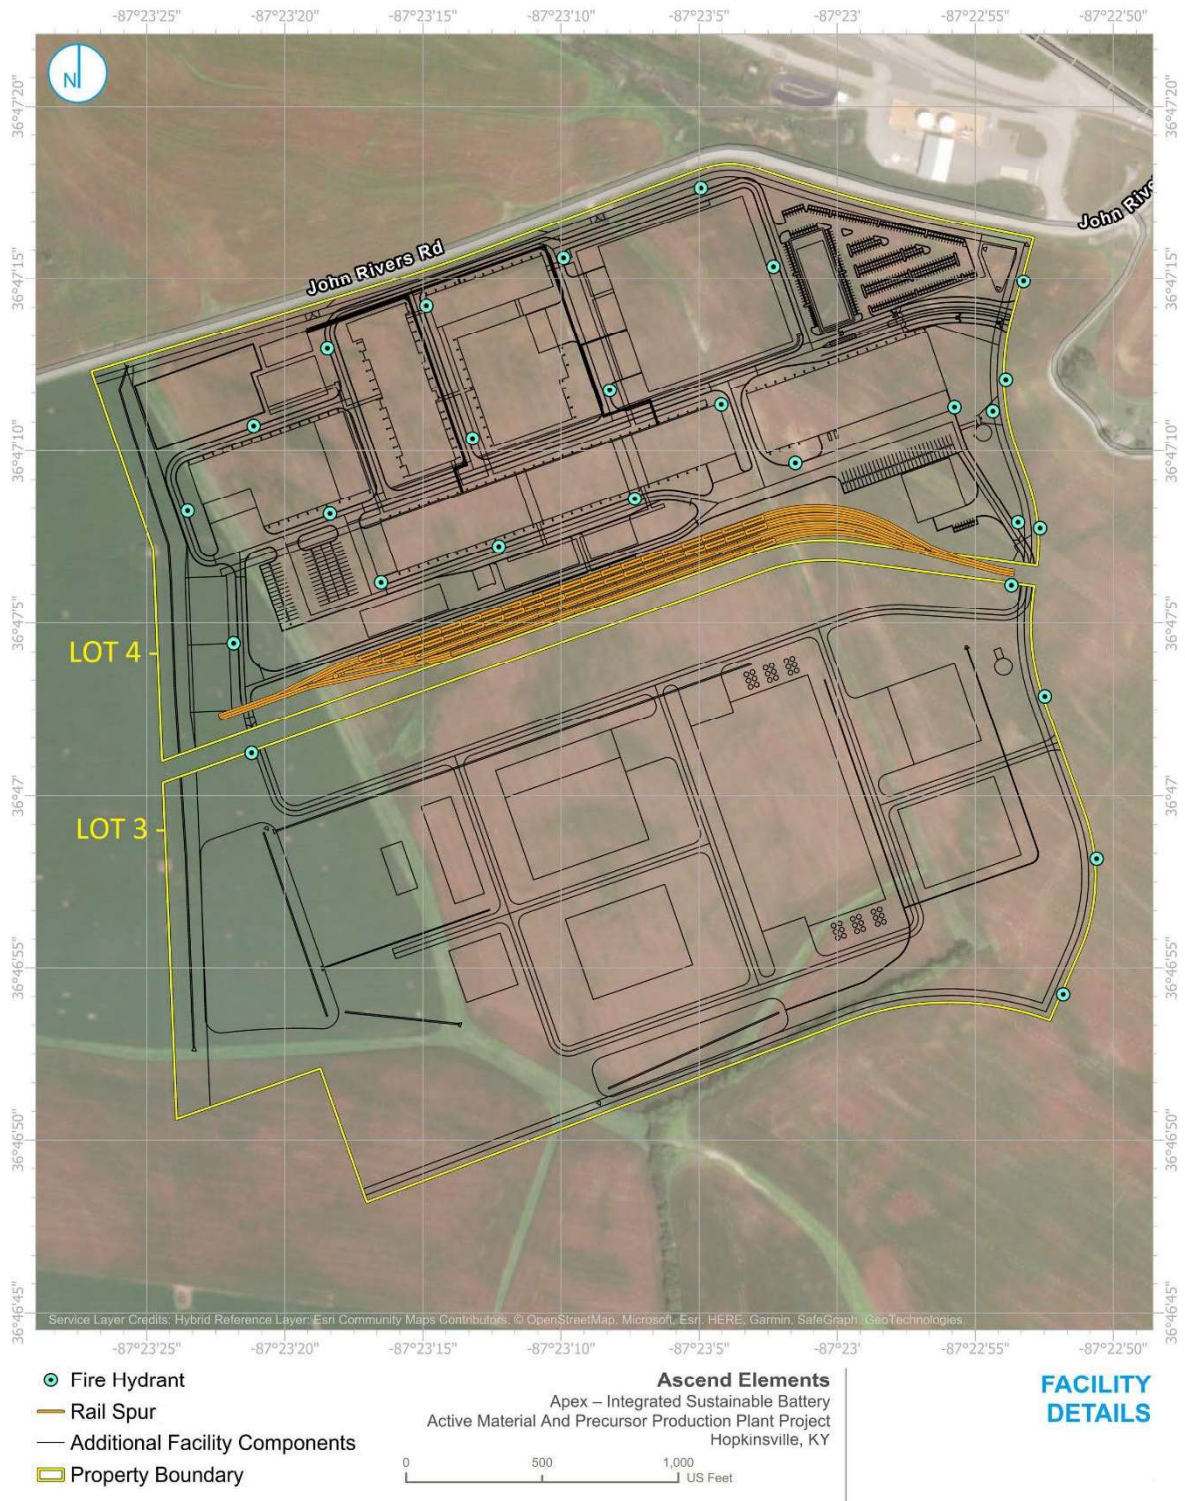 -87°23'25" -87°23'20" -87°23'15" -87°23'10" -87°23'5" -87°23' -87°22'55" -87°22'50"
N
36°47'20" 36°47'20"
John Rive
John Rivers Rd
36°47'15" 36°47'15"
36°47'10" 36°47'10"
36°47'5" 36°47'5"
LOT 4
36°47' 36°47'
LOT 3
36°46'55" 36°46'55"
36°46'50" 36°46'50"
36°46'45" 36°46'45"
Service Layer Credits: Hybrid Reference Layer: Esri Community Maps Contributors, © OpenStreetMap, Microsoft, Esri, HERE, Garmin, SafeGraph, GeoTechnologies,
-87°23'25" -87°23'20" -87°23'15" -87°23'10" -87°23'5" -87°23' -87°22'55" -87°22'50"
Fire Hydrant
Rail Spur
Additional Facility Components
Property Boundary
Ascend Elements
Apex – Integrated Sustainable Battery
Active Material And Precursor Production Plant Project
Hopkinsville, KY
0 500 1,000
US Feet
FACILITY
DETAILS